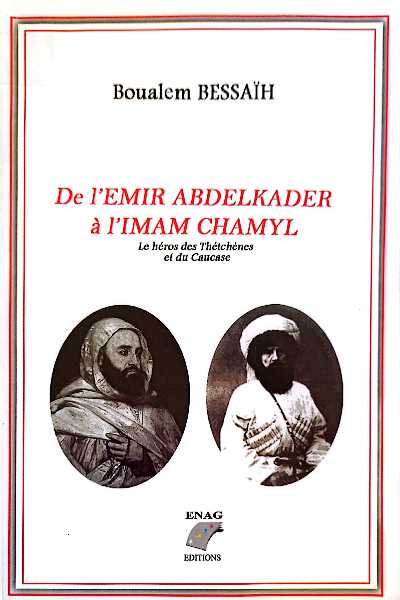 Boualem BESSAÏH
De l'EMIR ABDELKADER
à l'IMAM CHAMYL
Le héros des Thétchènes
et du Caucase
ENAG
EDITIONS